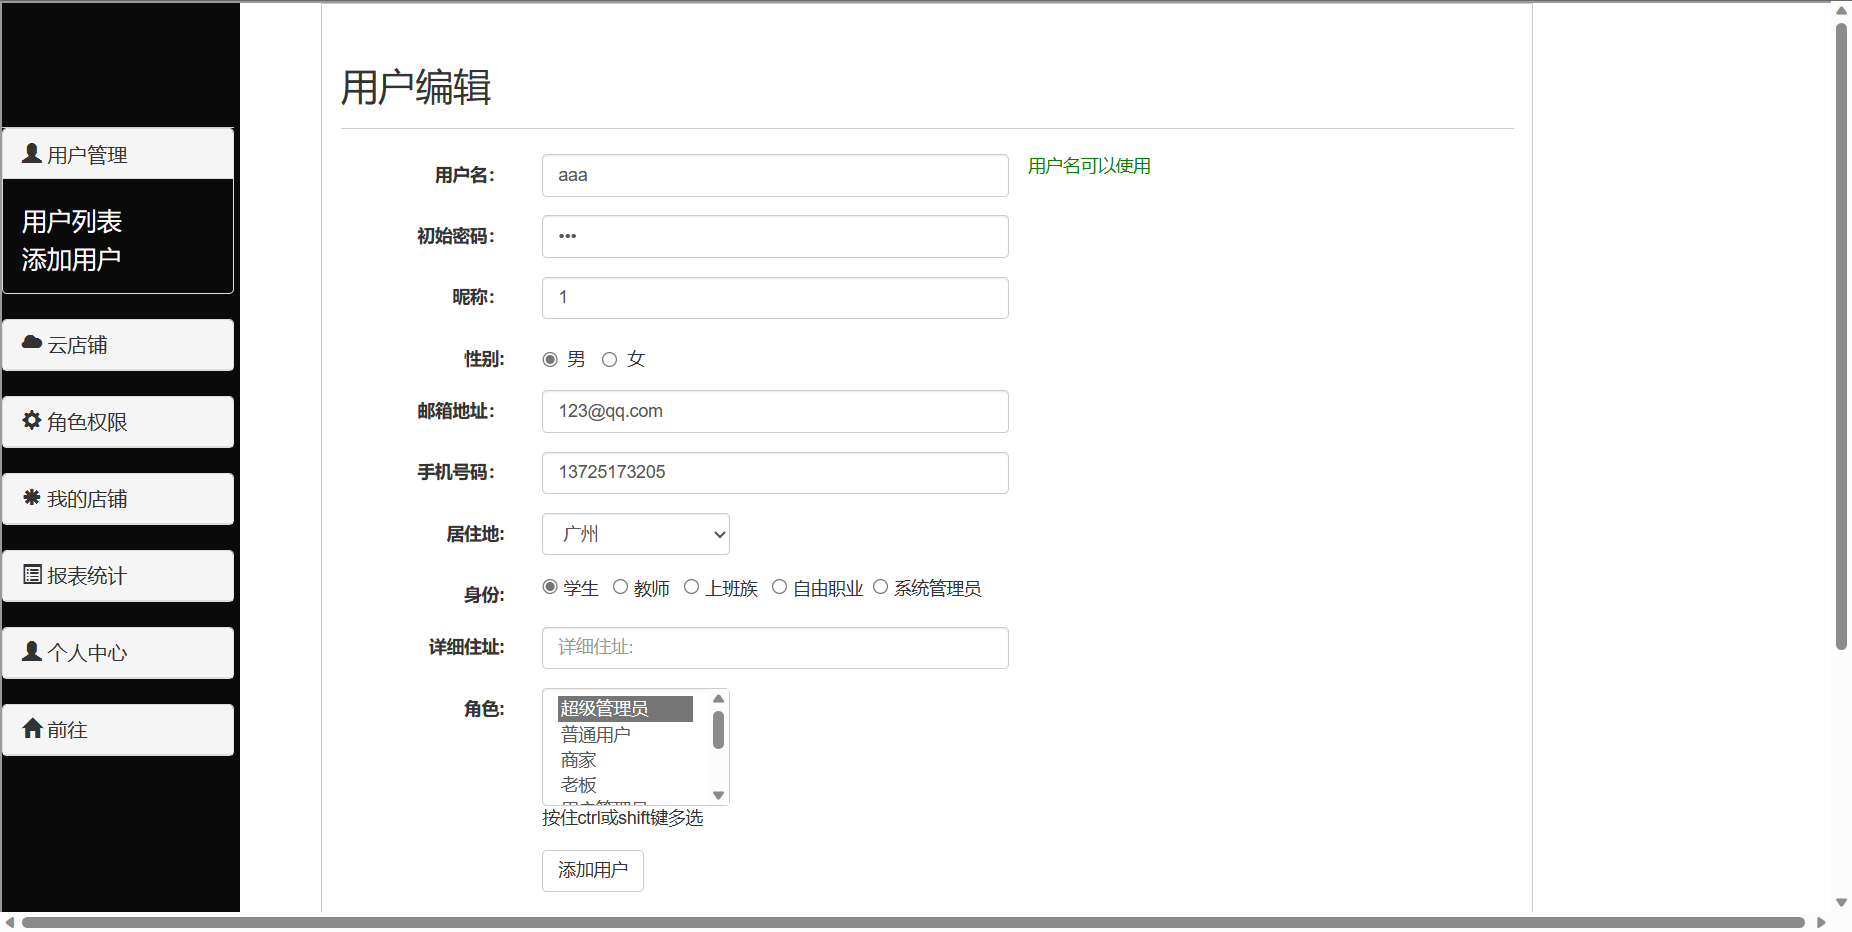 用户管理
用户列表
添加用户
云店铺
角色权限
我的店铺
报表统计
个人中心
前往
用户编辑
用户名: aaa 用户名可以使用
初始密码: •••
昵称: 1
性别: 男 女
邮箱地址: 123@qq.com
手机号码: 13725173205
居住地: 广州
身份: 学生 教师 上班族 自由职业 系统管理员
详细住址: 详细住址:
角色: 超级管理员
普通用户
商家
老板
按住ctrl或shift键多选
添加用户